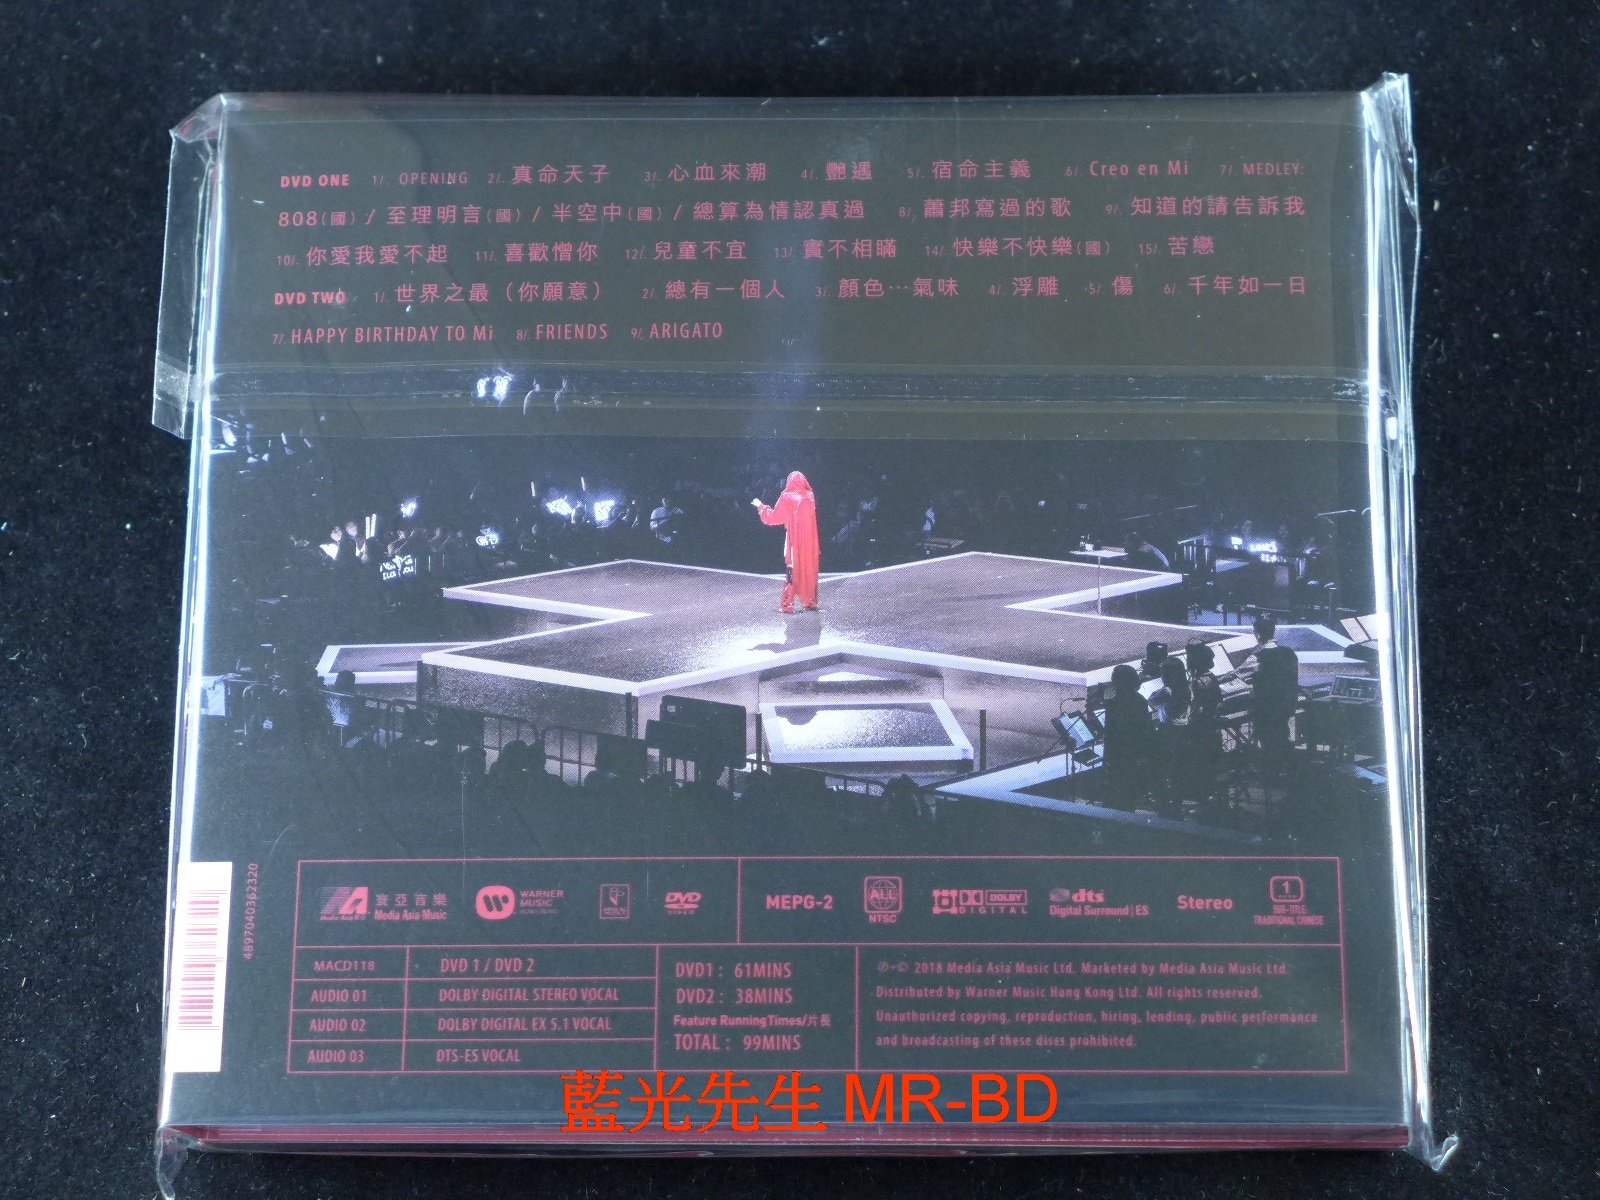 DVD ONE 1/. OPENING 2/. 真命天子 3/. 心血來潮 4/. 艷遇 5/. 宿命主義 6/. Creo en Mi 7/. MEDLEY:
808(國) / 至理明言(國) / 半空中(國) / 總算為情認真過 8/. 蕭邦寫過的歌 9/. 知道的請告訴我
10/. 你愛我愛不起 11/. 喜歡憎你 12/. 兒童不宜 13/. 實不相瞞 14/. 快樂不快樂(國) 15/. 苦戀
DVD TWO 1/. 世界之最（你願意） 2/. 總有一個人 3/. 顏色…氣味 4/. 浮雕 5/. 傷 6/. 千年如一日
7/. HAPPY BIRTHDAY TO Mi 8/. FRIENDS 9/. ARIGATO
4897040362320
寰亞音樂
Media Asia Music
WARNER
MUSIC
HONG KONG
DVD
VIDEO
MEPG-2
ALL
NTSC
DOLBY
DIGITAL
dts
Digital Surround | ES
Stereo
1
SUB-TITLE:
TRADITIONAL CHINESE
MACD118 DVD 1 / DVD 2
AUDIO 01 DOLBY DIGITAL STEREO VOCAL
AUDIO 02 DOLBY DIGITAL EX 5.1 VOCAL
AUDIO 03 DTS-ES VOCAL
DVD1 : 61MINS
DVD2 : 38MINS
Feature RunningTimes/片長
TOTAL : 99MINS
℗+© 2018 Media Asia Music Ltd. Marketed by Media Asia Music Ltd.
Distributed by Warner Music Hong Kong Ltd. All rights reserved.
Unauthorized copying, reproduction, hiring, lending, public performance
and broadcasting of these discs prohibited.
藍光先生 MR-BD